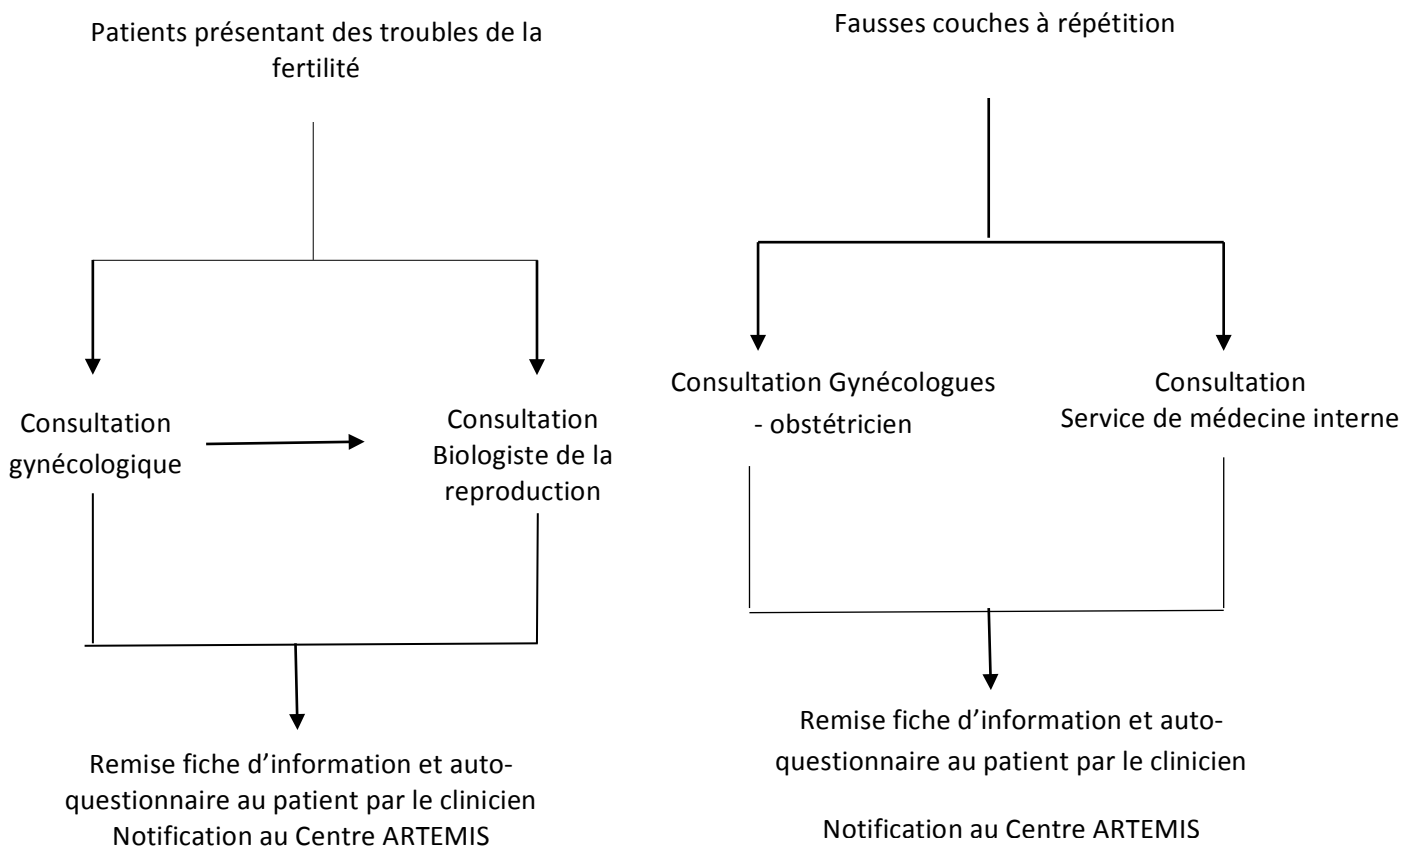 Patients présentant des troubles de la
fertilité
Consultation
gynécologique
Consultation
Biologiste de la
reproduction
Remise fiche d’information et auto-
questionnaire au patient par le clinicien
Notification au Centre ARTEMIS
Fausses couches à répétition
Consultation Gynécologues
- obstétricien
Consultation
Service de médecine interne
Remise fiche d’information et auto-
questionnaire au patient par le clinicien
Notification au Centre ARTEMIS